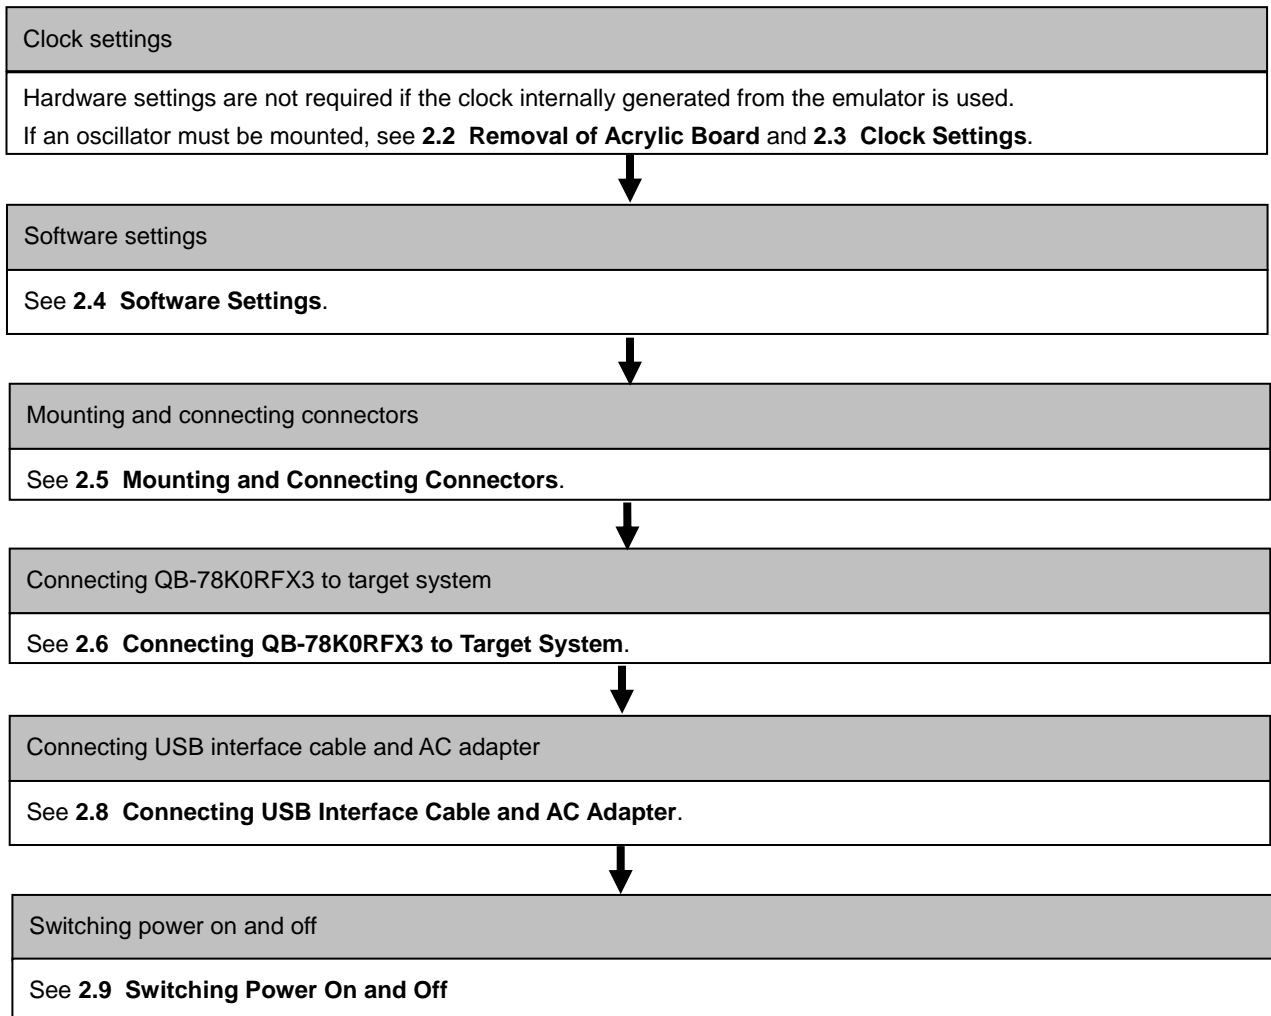 Clock settings
Hardware settings are not required if the clock internally generated from the emulator is used.
If an oscillator must be mounted, see 2.2  Removal of Acrylic Board and 2.3  Clock Settings.
Software settings
See 2.4  Software Settings.
Mounting and connecting connectors
See 2.5  Mounting and Connecting Connectors.
Connecting QB-78K0RFX3 to target system
See 2.6  Connecting QB-78K0RFX3 to Target System.
Connecting USB interface cable and AC adapter
See 2.8  Connecting USB Interface Cable and AC Adapter.
Switching power on and off
See 2.9  Switching Power On and Off